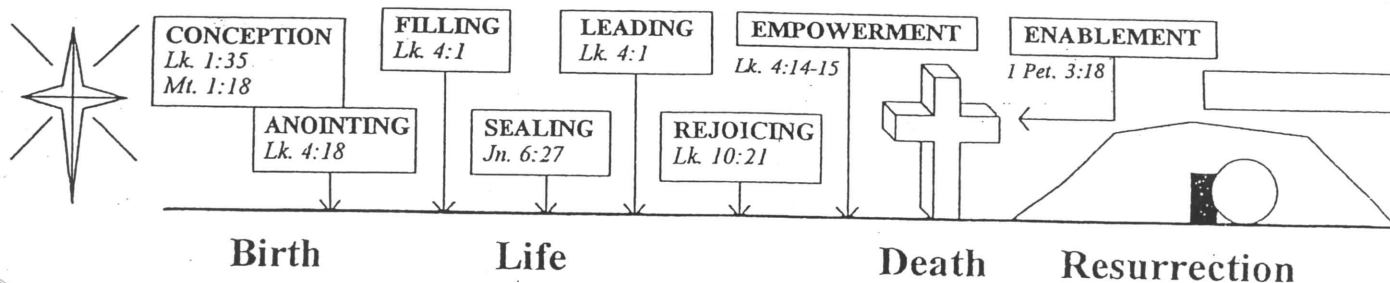 CONCEPTION
Lk. 1:35
Mt. 1:18
ANOINTING
Lk. 4:18
FILLING
Lk. 4:1
SEALING
Jn. 6:27
LEADING
Lk. 4:1
REJOICING
Lk. 10:21
EMPOWERMENT
Lk. 4:14-15
ENABLEMENT
1 Pet. 3:18
Birth
Life
Death
Resurrection